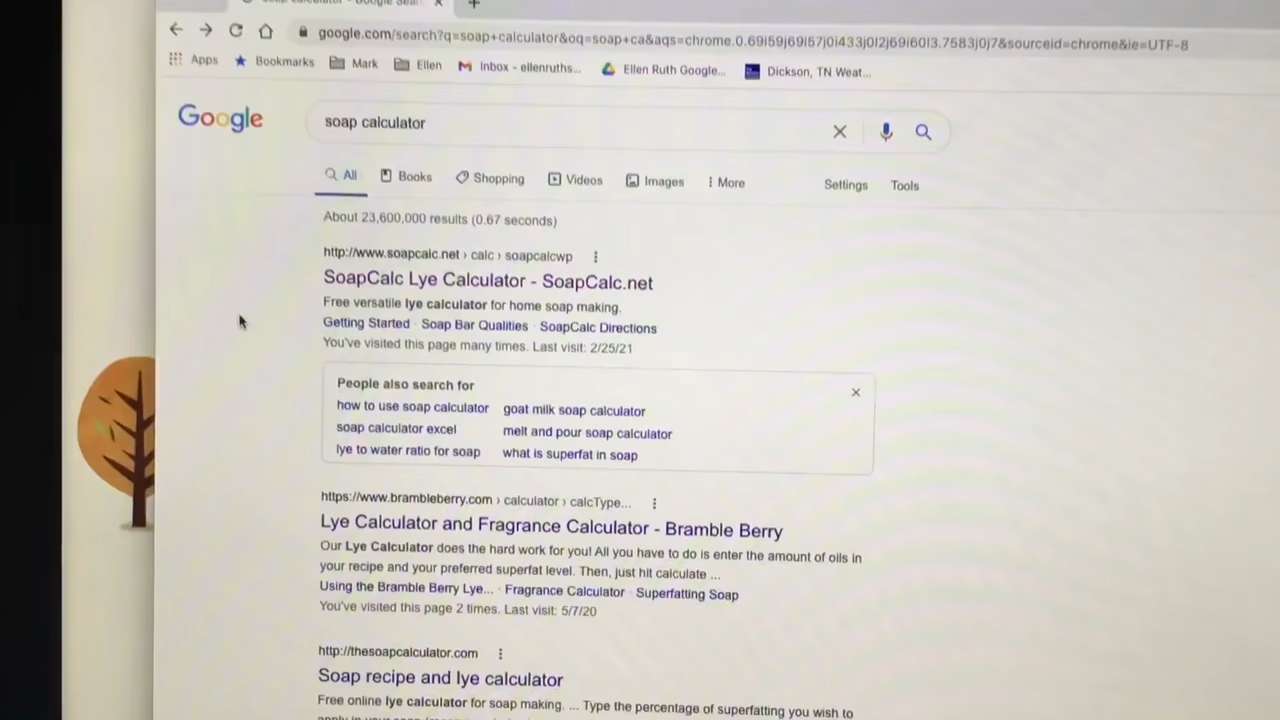 google.com/search?q=soap+calculator&oq=soap+ca&aqs=chrome.0.69i59j69i57j0i433j0l2j69i60l3.7583j0j7&sourceid=chrome&ie=UTF-8
Apps Bookmarks Mark Ellen Inbox - ellenruths... Ellen Ruth Google... Dickson, TN Weat...
Google soap calculator
All Books Shopping Videos Images More Settings Tools
About 23,600,000 results (0.67 seconds)
http://www.soapcalc.net › calc › soapcalcwp
SoapCalc Lye Calculator - SoapCalc.net
Free versatile lye calculator for home soap making.
Getting Started · Soap Bar Qualities · SoapCalc Directions
You've visited this page many times. Last visit: 2/25/21
People also search for
how to use soap calculator goat milk soap calculator
soap calculator excel melt and pour soap calculator
lye to water ratio for soap what is superfat in soap
https://www.brambleberry.com › calculator › calcType...
Lye Calculator and Fragrance Calculator - Bramble Berry
Our Lye Calculator does the hard work for you! All you have to do is enter the amount of oils in
your recipe and your preferred superfat level. Then, just hit calculate ...
Using the Bramble Berry Lye... · Fragrance Calculator · Superfatting Soap
You've visited this page 2 times. Last visit: 5/7/20
http://thesoapcalculator.com
Soap recipe and lye calculator
Free online lye calculator for soap making. ... Type the percentage of superfatting you wish to